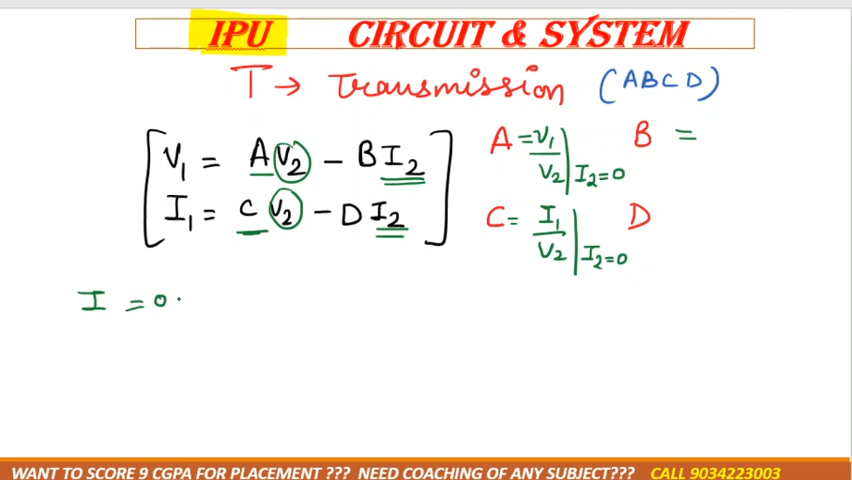 IPU CIRCUIT & SYSTEM
T → Transmission (ABCD)
V₁ = AV₂ - BI₂
I₁ = CV₂ - DI₂
A = V₁/V₂ | I₂=0 B =
C = I₁/V₂ | I₂=0 D
I = 0
WANT TO SCORE 9 CGPA FOR PLACEMENT ??? NEED COACHING OF ANY SUBJECT??? CALL 9034223003